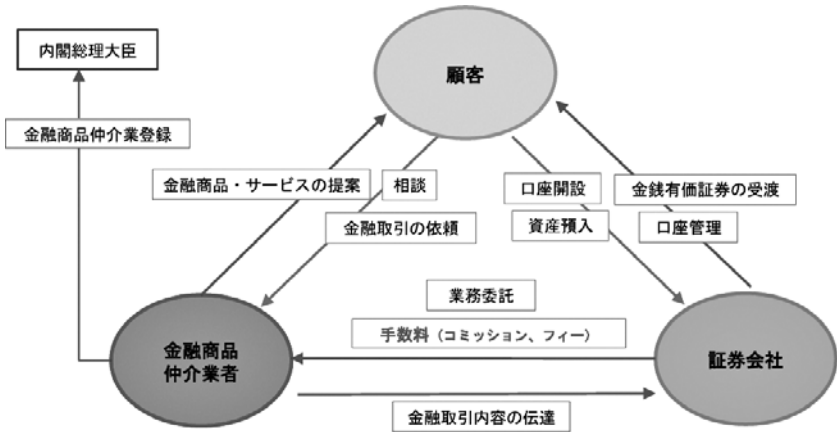 内閣総理大臣
顧客
金融商品仲介業登録
金融商品・サービスの提案
相談
口座開設
金銭有価証券の受渡
金融取引の依頼
資産預入
口座管理
業務委託
手数料（コミッション、フィー）
金融商品
仲介業者
証券会社
金融取引内容の伝達